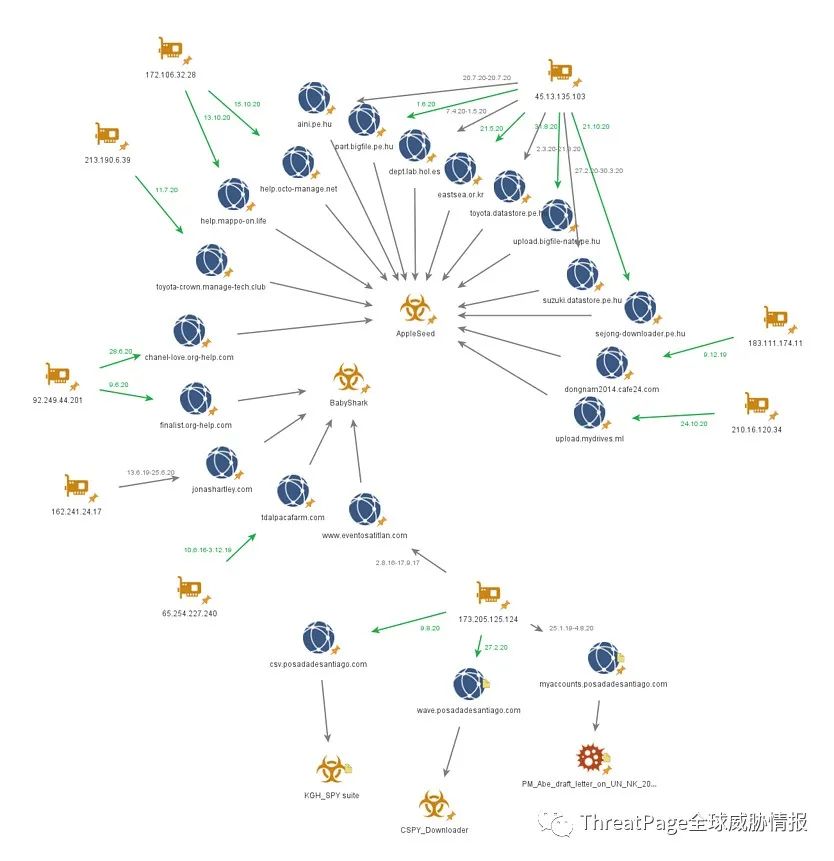 172.106.32.28
45.13.135.103
20.7.20-20.7.20
15.10.20
13.10.20
1.6.20
7.4.20-1.5.20
21.5.20
31.8.20
21.10.20
aini.pe.hu
part.bigfile.pe.hu
2.3.20-21.3.20
213.190.6.39
dept.lab.hol.es
27.2.20-30.3.20
help.octo-manage.net
11.7.20
eastsea.or.kr
help.mappo-on.life
toyota.datastore.pe.hu
upload.bigfile-nate.pe.hu
toyota-crown.manage-tech.club
suzuki.datastore.pe.hu
AppleSeed
sejong-downloader.pe.hu
183.111.174.11
chanel-love.org-help.com
28.6.20
9.12.19
dongnam2014.cafe24.com
92.249.44.201
9.6.20
BabyShark
finalist.org-help.com
24.10.20
210.16.120.34
upload.mydrives.ml
13.6.19-25.6.20
jonashartley.com
162.241.24.17
tdalpacafarm.com
www.eventosatitlan.com
10.6.16-3.12.19
2.8.16-17.9.17
65.254.227.240
173.205.125.124
9.8.20
25.1.19-4.8.20
27.2.20
csv.posadadesantiago.com
myaccounts.posadadesantiago.com
wave.posadadesantiago.com
PM_Abe_draft_letter_on_UN_NK_20...
KGH_SPY suite
CSPY_Downloader
ThreatPage全球威胁情报